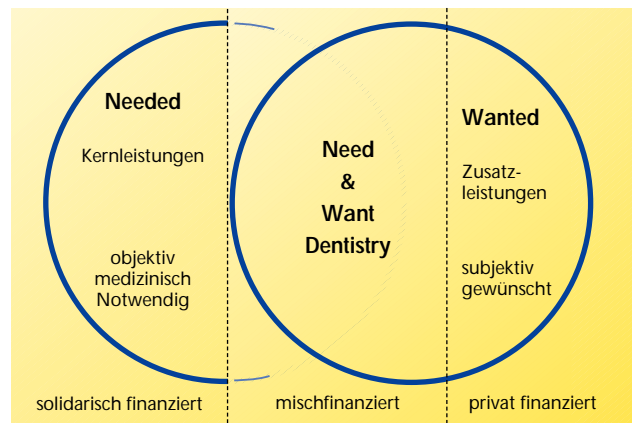 Needed
Kernleistungen
objektiv
medizinisch
Notwendig
Need
&
Want
Dentistry
Wanted
Zusatz-
leistungen
subjektiv
gewünscht
solidarisch finanziert
mischfinanziert
privat finanziert